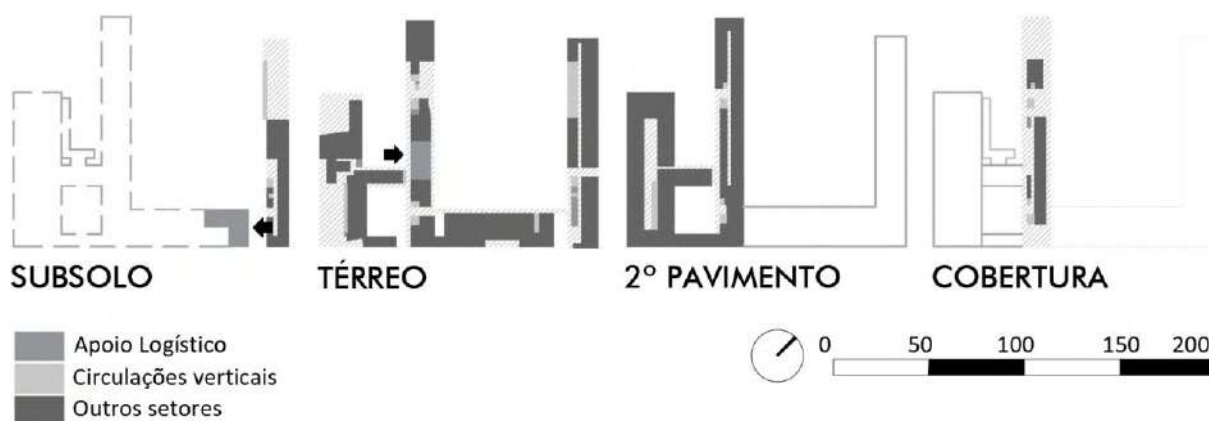 SUBSOLO
TÉRREO
2º PAVIMENTO
COBERTURA
Apoio Logístico
Circulações verticais
Outros setores
0 50 100 150 200